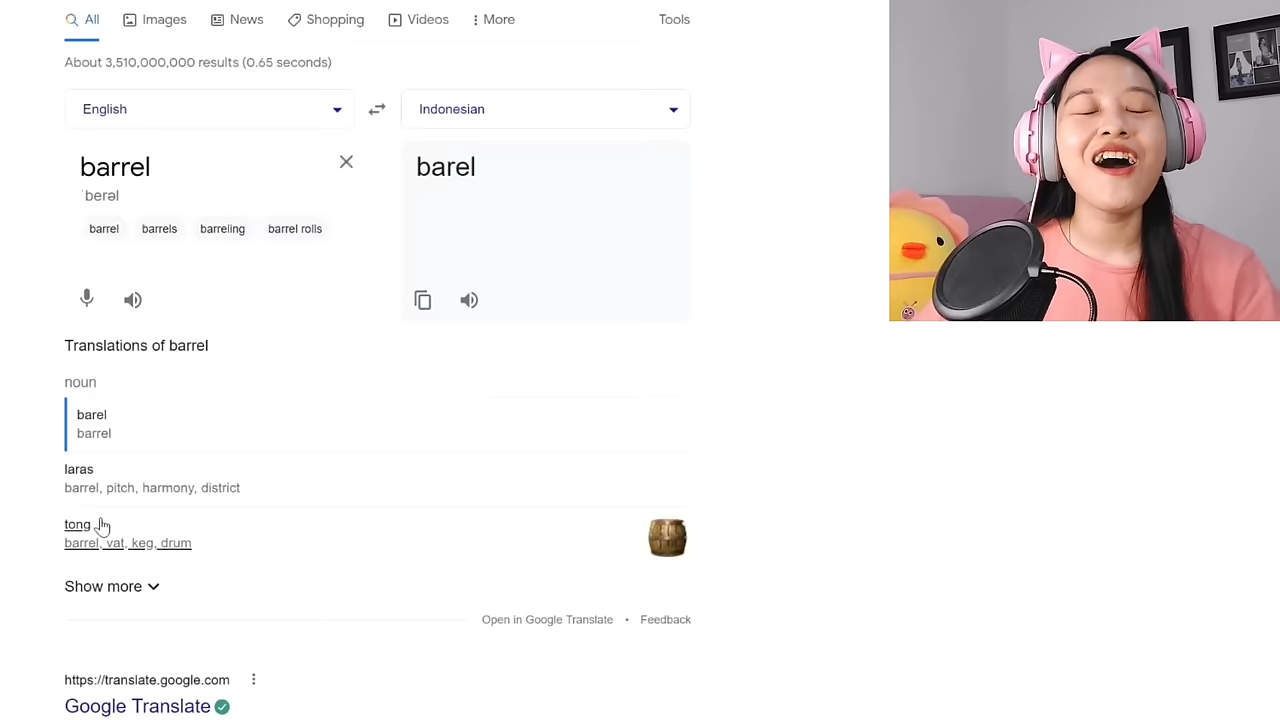 All Images News Shopping Videos More Tools
About 3,510,000,000 results (0.65 seconds)
English Indonesian
barrel barel
ˈberəl
barrel barrels barreling barrel rolls
Translations of barrel
noun
barel
barrel
laras
barrel, pitch, harmony, district
tong
barrel, vat, keg, drum
Show more
Open in Google Translate • Feedback
https://translate.google.com
Google Translate